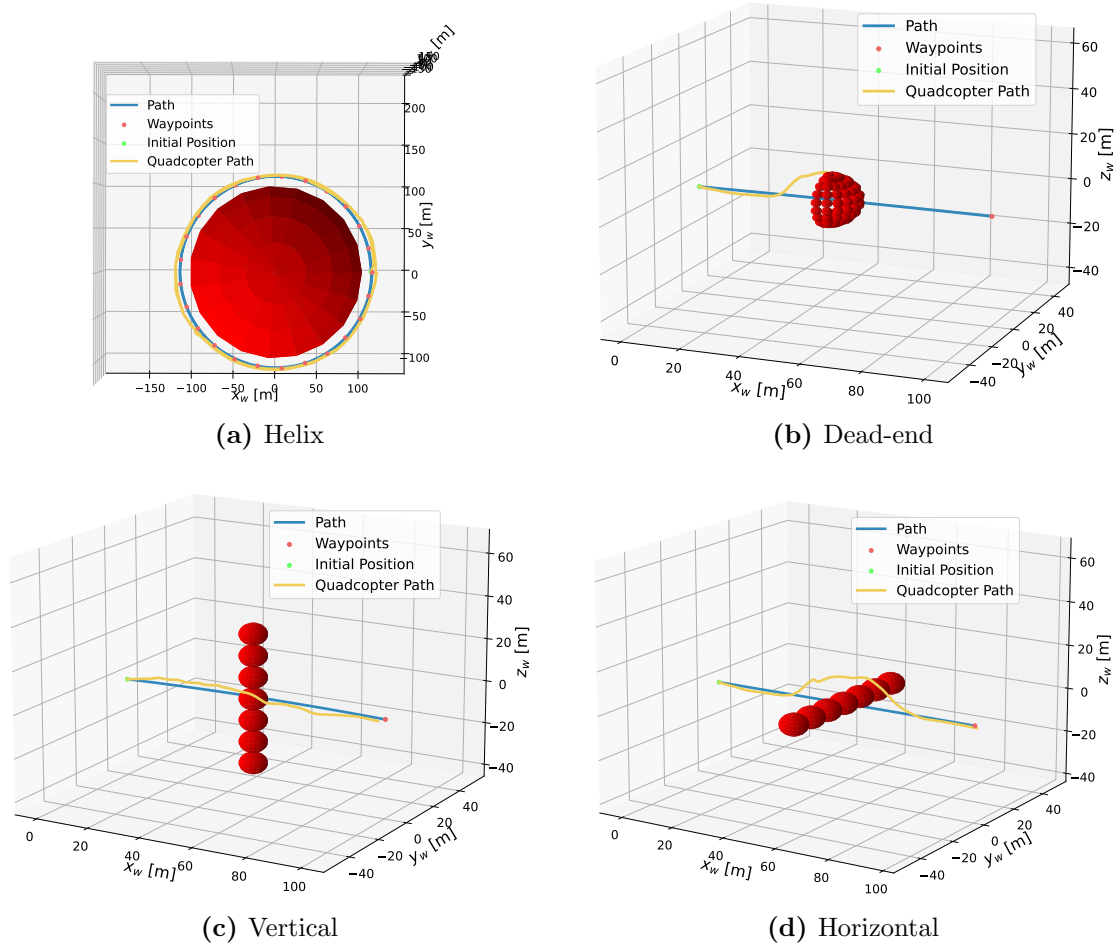 Path
Waypoints
Initial Position
Quadcopter Path
[m]
200
150
100
50
0
−50
−100
y_w [m]
−150
−100
−50
0
50
100
x_w [m]
(a) Helix
Path
Waypoints
Initial Position
Quadcopter Path
60
40
20
0
−20
−40
z_w [m]
40
20
0
−20
−40
y_w [m]
0
20
40
60
80
100
x_w [m]
(b) Dead-end
Path
Waypoints
Initial Position
Quadcopter Path
60
40
20
0
−20
−40
z_w [m]
40
20
0
−20
−40
y_w [m]
0
20
40
60
80
100
x_w [m]
(c) Vertical
Path
Waypoints
Initial Position
Quadcopter Path
60
40
20
0
−20
−40
z_w [m]
40
20
0
−20
−40
y_w [m]
0
20
40
60
80
100
x_w [m]
(d) Horizontal